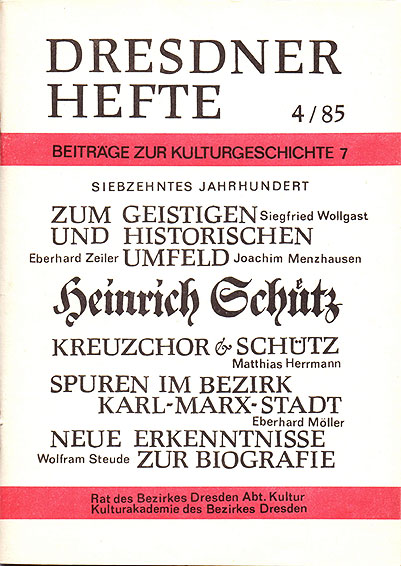 DRESDNER
HEFTE 4/85
BEITRÄGE ZUR KULTURGESCHICHTE 7
SIEBZEHNTES JAHRHUNDERT
ZUM GEISTIGEN Siegfried Wollgast
UND HISTORISCHEN
Eberhard Zeiler UMFELD Joachim Menzhausen
Heinrich Schütz
KREUZCHOR & SCHÜTZ
Matthias Herrmann
SPUREN IM BEZIRK
KARL-MARX-STADT
Eberhard Möller
NEUE ERKENNTNISSE
Wolfram Steude ZUR BIOGRAFIE
Rat des Bezirkes Dresden Abt. Kultur
Kulturakademie des Bezirkes Dresden